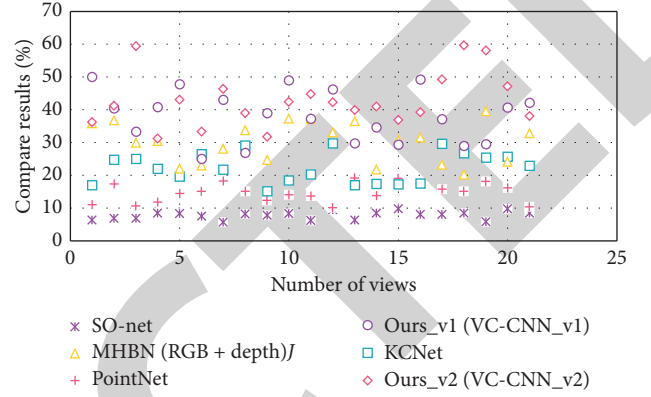 70
60
50
40
30
20
10
0
Compare results (%)
0 5 10 15 20 25
Number of views
SO-net
MHBN (RGB + depth)J
PointNet
Ours_v1 (VC-CNN_v1)
KCNet
Ours_v2 (VC-CNN_v2)